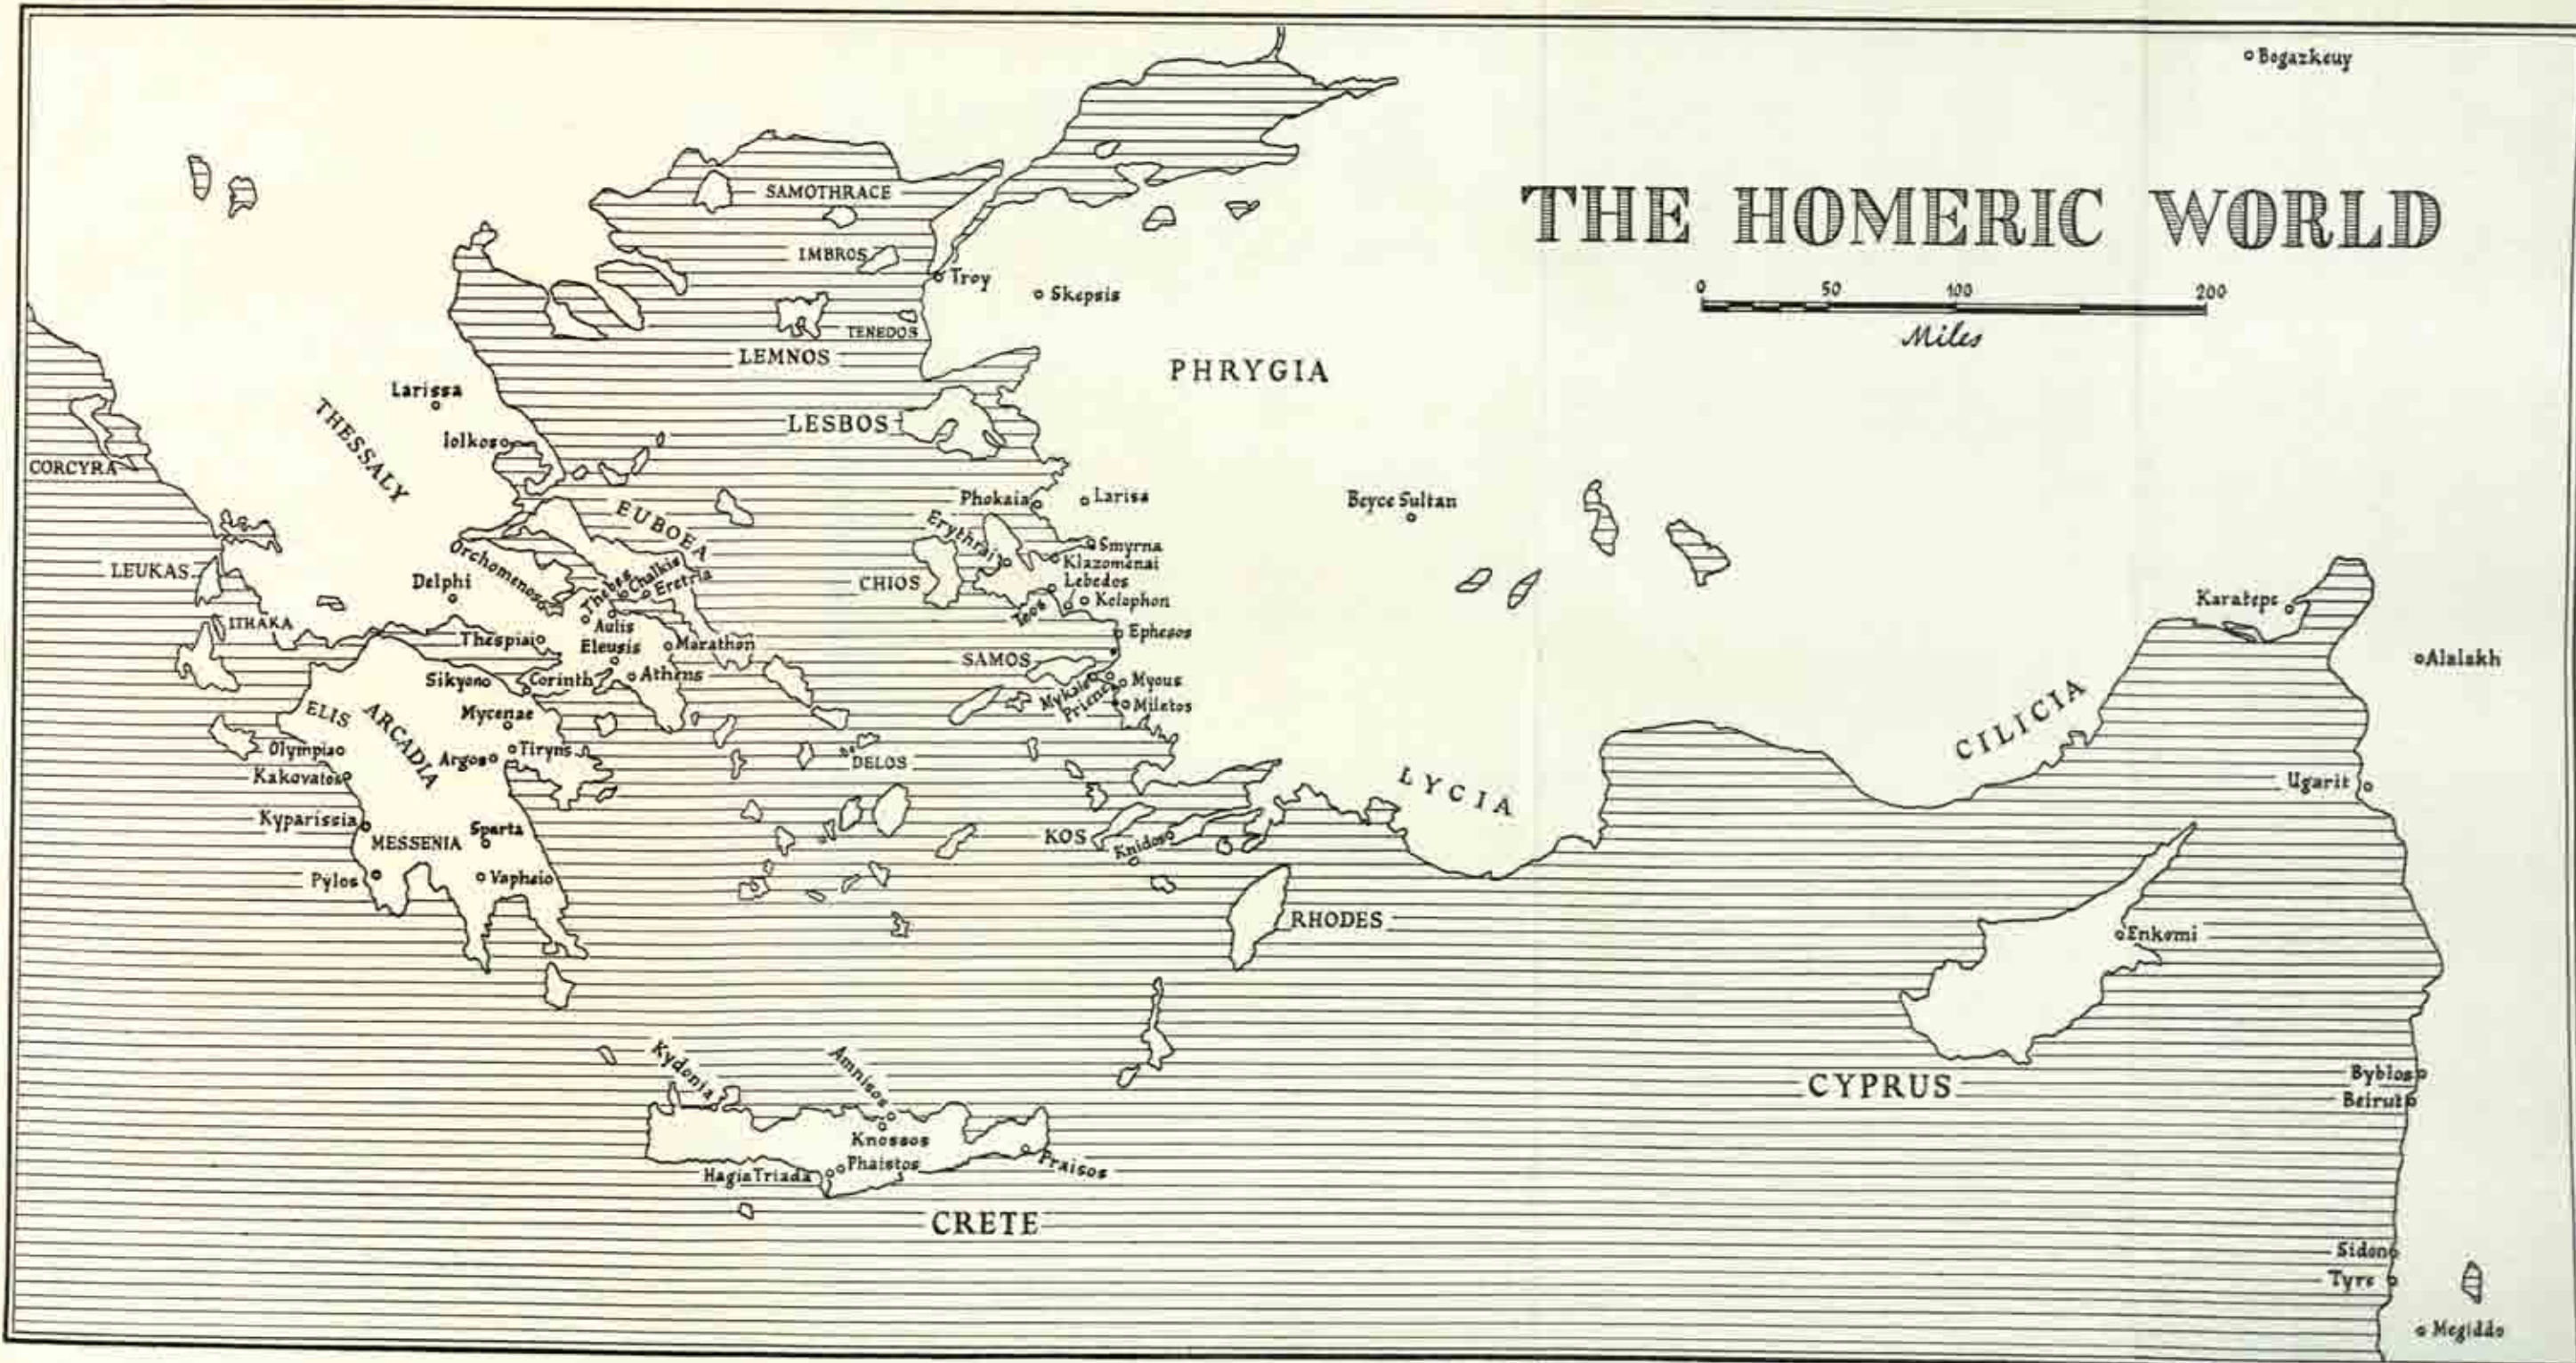 Bogazkeuy
THE HOMERIC WORLD
0 50 100 200
Miles
SAMOTHRACE
IMBROS
Troy
Skepsis
TENEDOS
LEMNOS
PHRYGIA
Larissa
THESSALY
Iolkos
LESBOS
CORCYRA
Phokaia
Larisa
Beyce Sultan
EUBOEA
Erythrai
Smyrna
Klazomenai
Orchomenos
LEUKAS
Delphi
Thebes
Chalkis
Eretria
CHIOS
Lebedos
Kolophon
Teos
Karatepe
ITHAKA
Aulis
Thespiai
Eleusis
Marathon
Ephesos
SAMOS
Alalakh
Sikyon
Corinth
Athens
Mykale
Priene
Myous
Miletos
ELIS
ARCADIA
Mycenae
CILICIA
Olympia
Argos
Tiryns
DELOS
Kakovatos
LYCIA
Ugarit
Kyparissia
MESSENIA
Sparta
KOS
Knidos
Pylos
Vapheio
RHODES
Enkomi
Kydonia
Amnisos
CYPRUS
Byblos
Beirut
Knossos
Hagia Triada
Phaistos
Praisos
CRETE
Sidon
Tyre
Megiddo